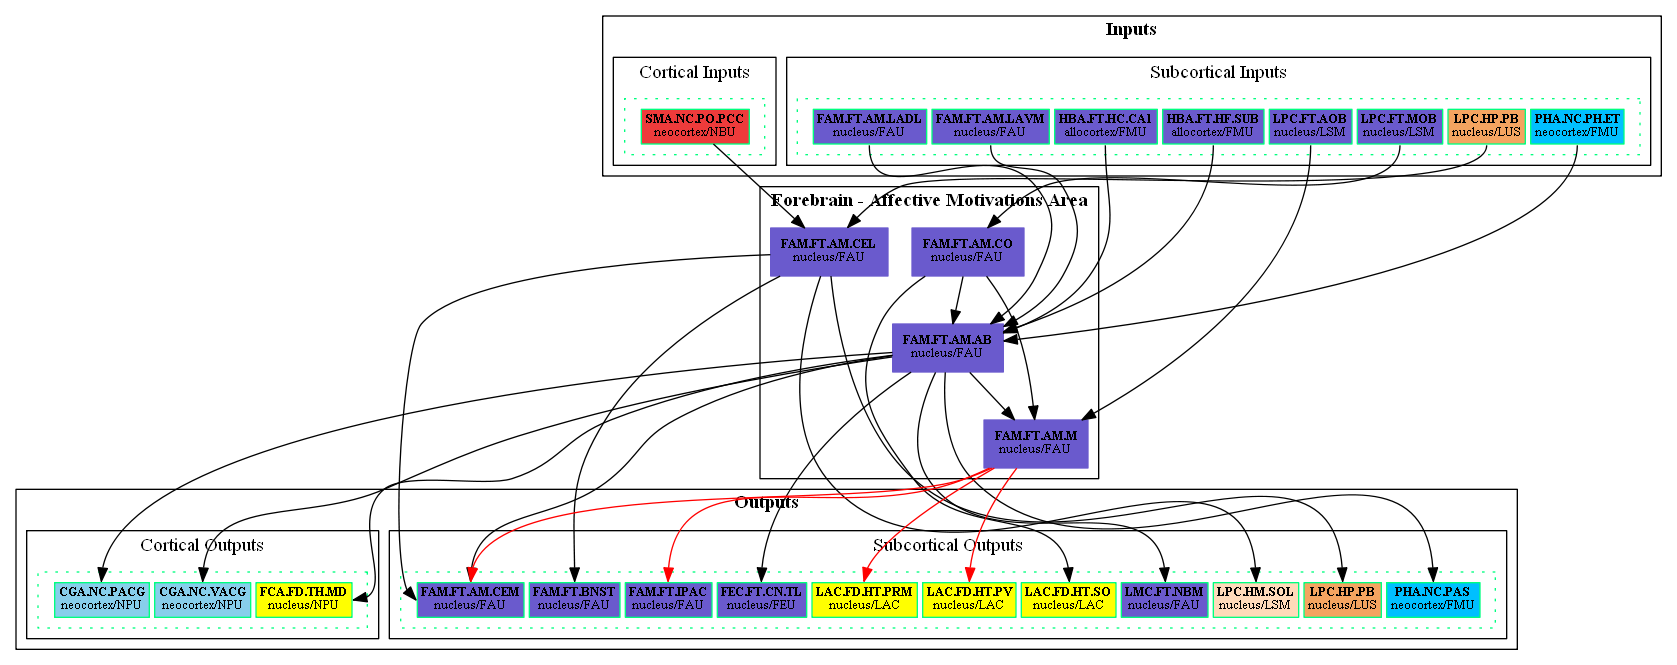 Inputs
Cortical Inputs
Subcortical Inputs
SMA.NC.PO.PCC
neocortex/NBU
FAM.FT.AM.LADL
nucleus/FAU
FAM.FT.AM.LAVM
nucleus/FAU
HBA.FT.HC.CA1
allocortex/FMU
HBA.FT.HF.SUB
allocortex/FMU
LPC.FT.AOB
nucleus/LSM
LPC.FT.MOB
nucleus/LSM
LPC.HP.PB
nucleus/LUS
PHA.NC.PH.ET
neocortex/FMU
Forebrain - Affective Motivations Area
FAM.FT.AM.CEL
nucleus/FAU
FAM.FT.AM.CO
nucleus/FAU
FAM.FT.AM.AB
nucleus/FAU
FAM.FT.AM.M
nucleus/FAU
Outputs
Cortical Outputs
Subcortical Outputs
CGA.NC.PACG
neocortex/NPU
CGA.NC.VACG
neocortex/NPU
FCA.FD.TH.MD
nucleus/NPU
FAM.FT.AM.CEM
nucleus/FAU
FAM.FT.BNST
nucleus/FAU
FAM.FT.IPAC
nucleus/FAU
FEC.FT.CN.TL
nucleus/FEU
LAC.FD.HT.PRM
nucleus/LAC
LAC.FD.HT.PV
nucleus/LAC
LAC.FD.HT.SO
nucleus/LAC
LMC.FT.NBM
nucleus/FAU
LPC.HM.SOL
nucleus/LSM
LPC.HP.PB
nucleus/LUS
PHA.NC.PAS
neocortex/FMU